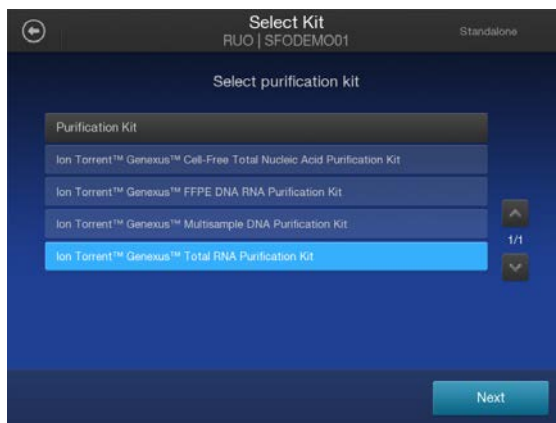 Select Kit
RUO | SFODEMO01
Standalone
Select purification kit
Purification Kit
Ion Torrent™ Genexus™ Cell-Free Total Nucleic Acid Purification Kit
Ion Torrent™ Genexus™ FFPE DNA RNA Purification Kit
Ion Torrent™ Genexus™ Multisample DNA Purification Kit
Ion Torrent™ Genexus™ Total RNA Purification Kit
1/1
Next